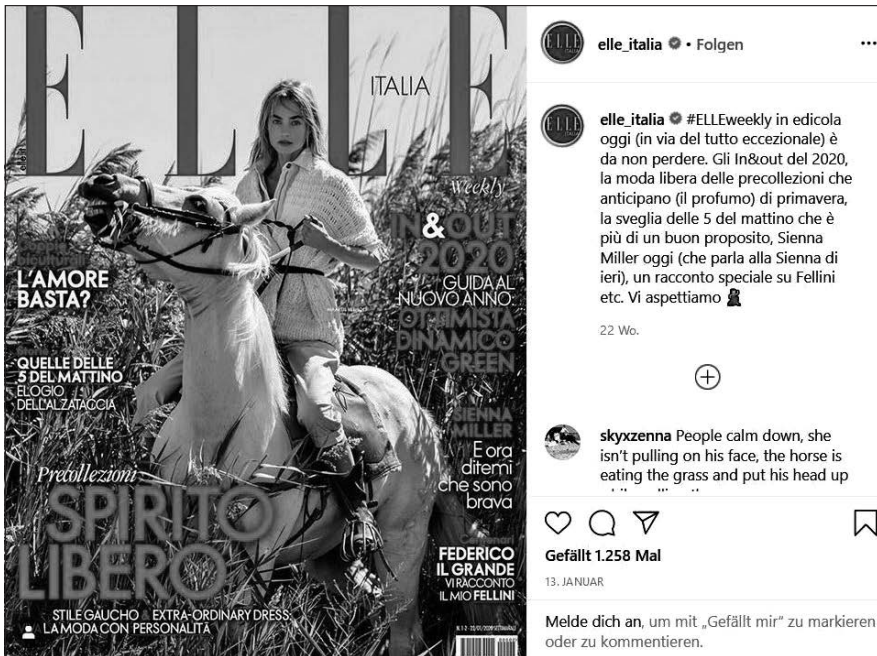 ELLE
ITALIA
weekly
IN&OUT
2020
GUIDA AL
NUOVO ANNO:
OTTIMISTA
DINAMICO
GREEN
Coppie
biculturali
L'AMORE
BASTA?
QUELLE DELLE
5 DEL MATTINO
ELOGIO
DELL'ALZATACCIA
SIENNA
MILLER
E ora
ditemi
che sono
brava
Precollezioni
SPIRITO
LIBERO
Centenari
FEDERICO
IL GRANDE
VI RACCONTO
IL MIO FELLINI
STILE GAUCHO & EXTRA-ORDINARY DRESS:
LA MODA CON PERSONALITÀ
ELLE
ITALIA
elle_italia • Folgen
ELLE
ITALIA
elle_italia #ELLEweekly in edicola
oggi (in via del tutto eccezionale) è
da non perdere. Gli In&out del 2020,
la moda libera delle precollezioni che
anticipano (il profumo) di primavera,
la sveglia delle 5 del mattino che è
più di un buon proposito, Sienna
Miller oggi (che parla alla Sienna di
ieri), un racconto speciale su Fellini
etc. Vi aspettiamo
22 Wo.
skyxzenna People calm down, she
isn't pulling on his face, the horse is
eating the grass and put his head up
Gefällt 1.258 Mal
13. JANUAR
Melde dich an, um mit „Gefällt mir" zu markieren
oder zu kommentieren.